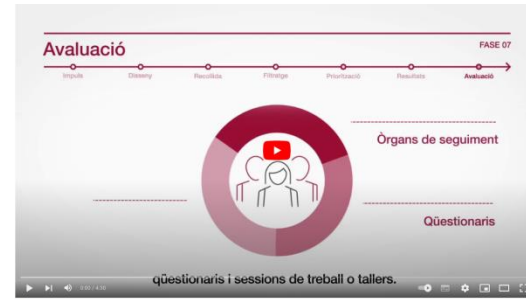 Avaluació
FASE 07
Impuls
Disseny
Recollida
Filtratge
Priorització
Resultats
Avaluació
Òrgans de seguiment
Qüestionaris
qüestionaris i sessions de treball o tallers.